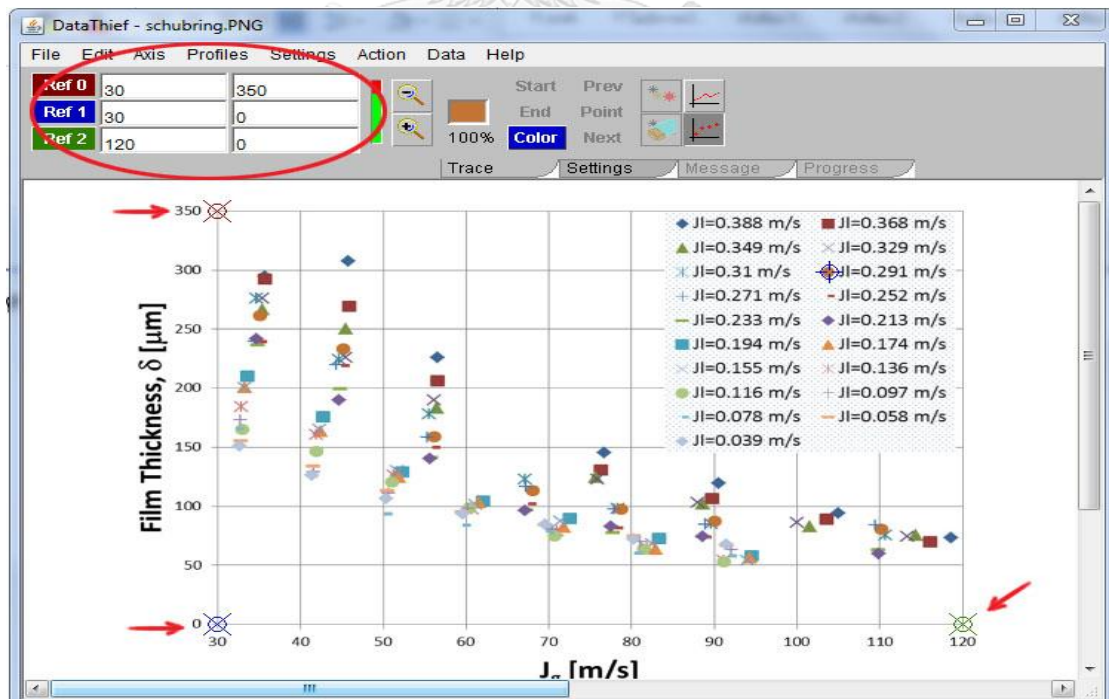 DataThief - schubring.PNG
File Edit Axis Profiles Settings Action Data Help
Ref 0 30 350
Ref 1 30 0
Ref 2 120 0
Start Prev
End Point
100% Color Next
Trace Settings Message Progress
Film Thickness, δ [µm]
350
300
250
200
150
100
50
0
30 40 50 60 70 80 90 100 110 120
J [m/s]
Jl=0.388 m/s Jl=0.368 m/s
Jl=0.349 m/s Jl=0.329 m/s
Jl=0.31 m/s Jl=0.291 m/s
Jl=0.271 m/s Jl=0.252 m/s
Jl=0.233 m/s Jl=0.213 m/s
Jl=0.194 m/s Jl=0.174 m/s
Jl=0.155 m/s Jl=0.136 m/s
Jl=0.116 m/s Jl=0.097 m/s
Jl=0.078 m/s Jl=0.058 m/s
Jl=0.039 m/s